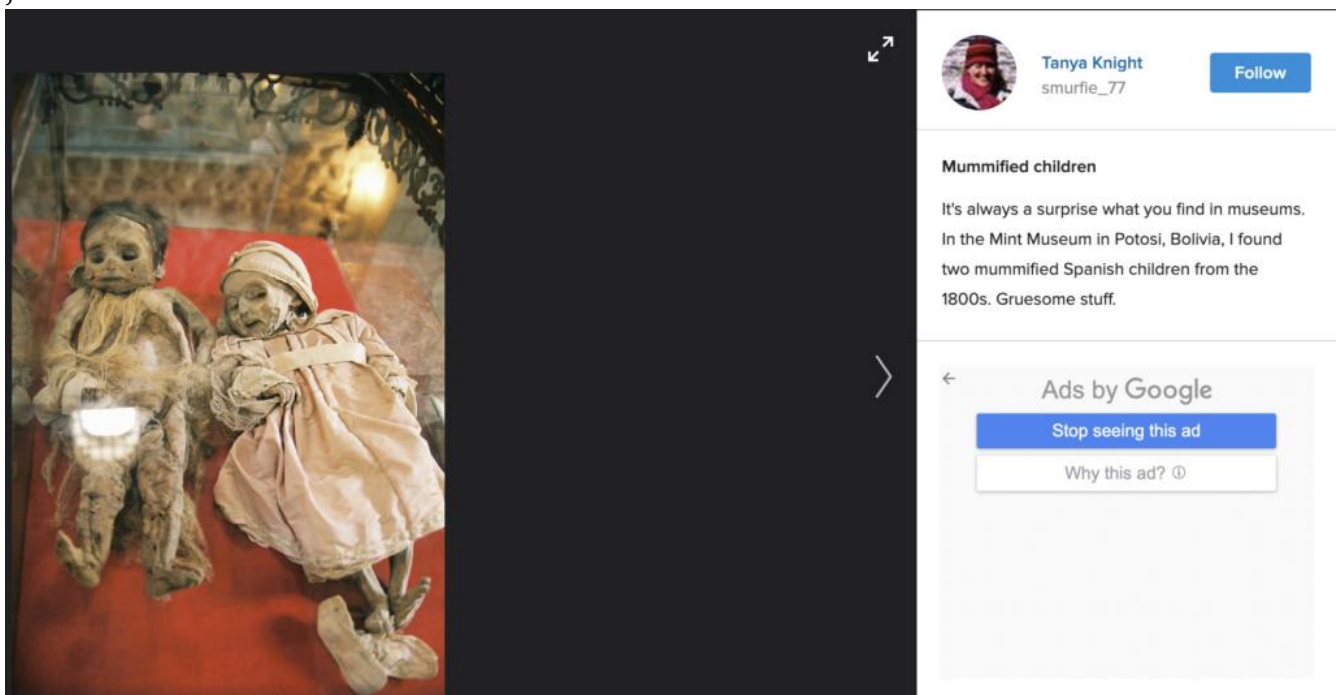 Tanya Knight
smurfie_77
Follow
Mummified children
It's always a surprise what you find in museums.
In the Mint Museum in Potosi, Bolivia, I found
two mummified Spanish children from the
1800s. Gruesome stuff.
Ads by Google
Stop seeing this ad
Why this ad?